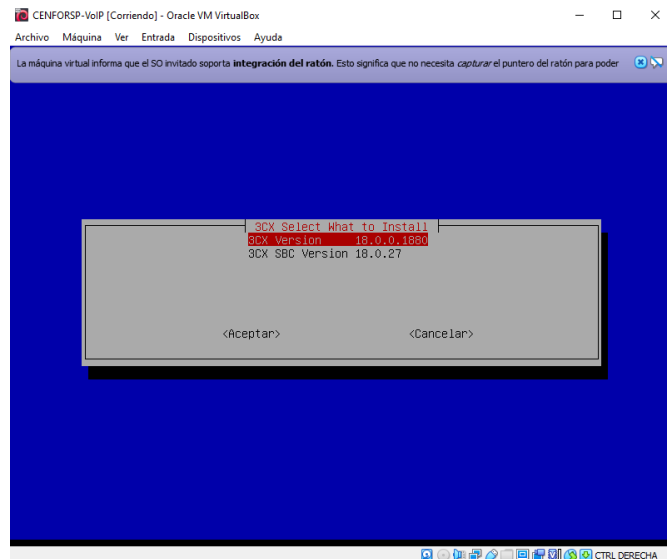 CENFORSP-VoIP [Corriendo] - Oracle VM VirtualBox
Archivo Máquina Ver Entrada Dispositivos Ayuda
La máquina virtual informa que el SO invitado soporta integración del ratón. Esto significa que no necesita capturar el puntero del ratón para poder
3CX Select What to Install
3CX Version 18.0.0.1880
3CX SBC Version 18.0.27
<Aceptar> <Cancelar>
CTRL DERECHA